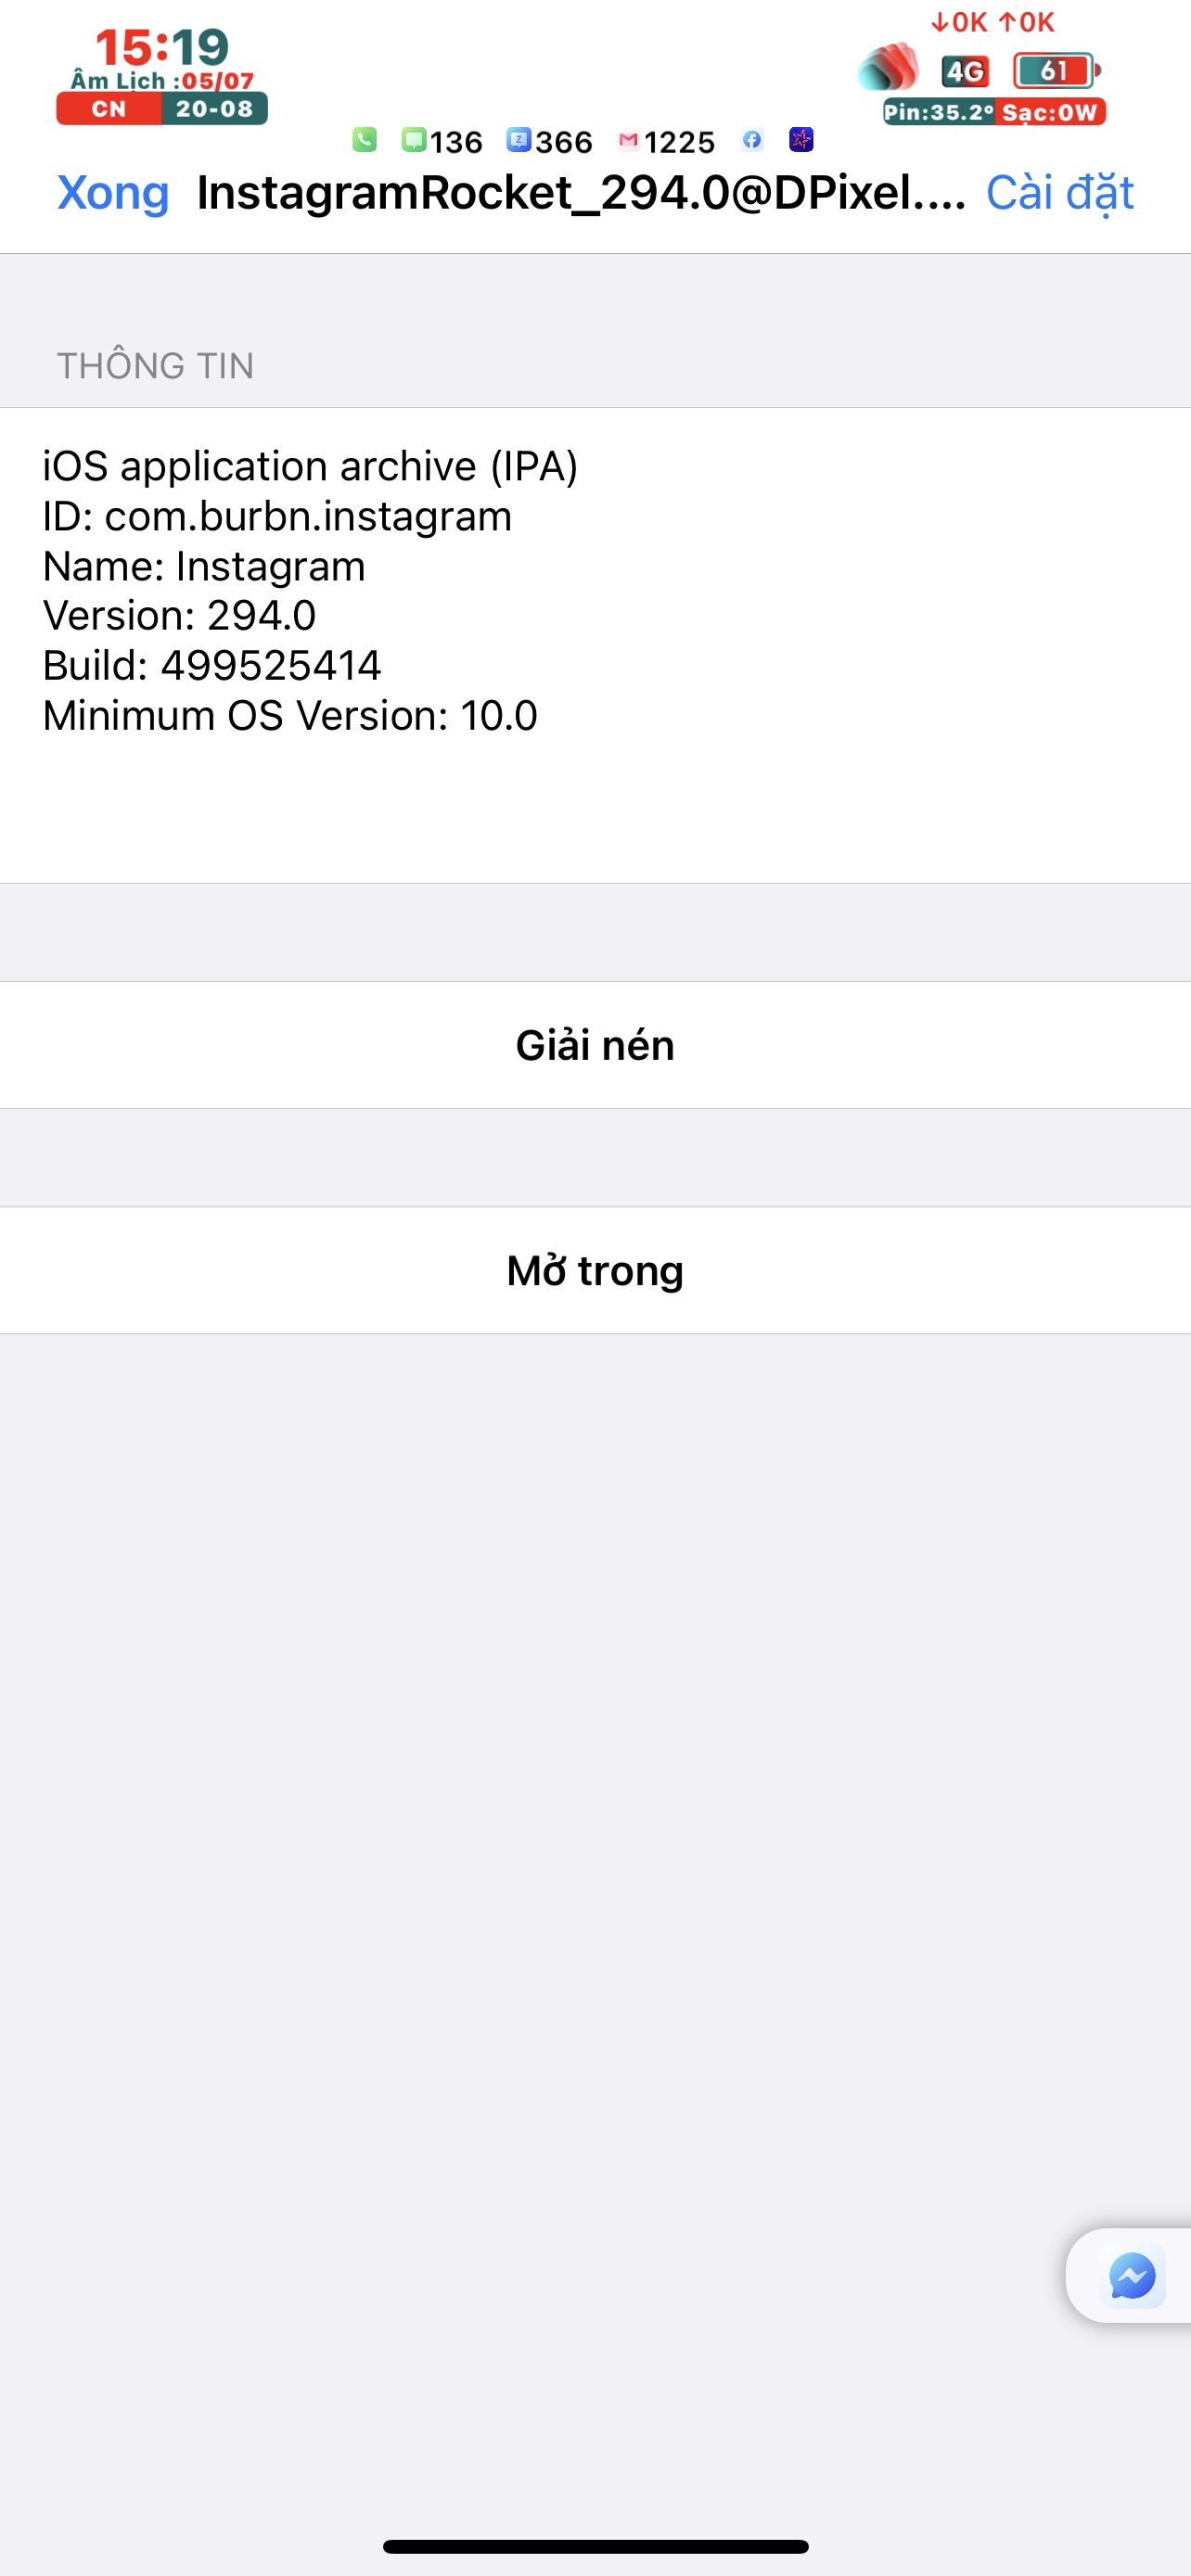 15:19
↓0K ↑0K
Âm Lịch :05/07
4G
61
CN 20-08
Pin:35.2° Sạc:0W
136 366 1225
Xong InstagramRocket_294.0@DPixel.... Cài đặt
THÔNG TIN
iOS application archive (IPA)
ID: com.burbn.instagram
Name: Instagram
Version: 294.0
Build: 499525414
Minimum OS Version: 10.0
Giải nén
Mở trong